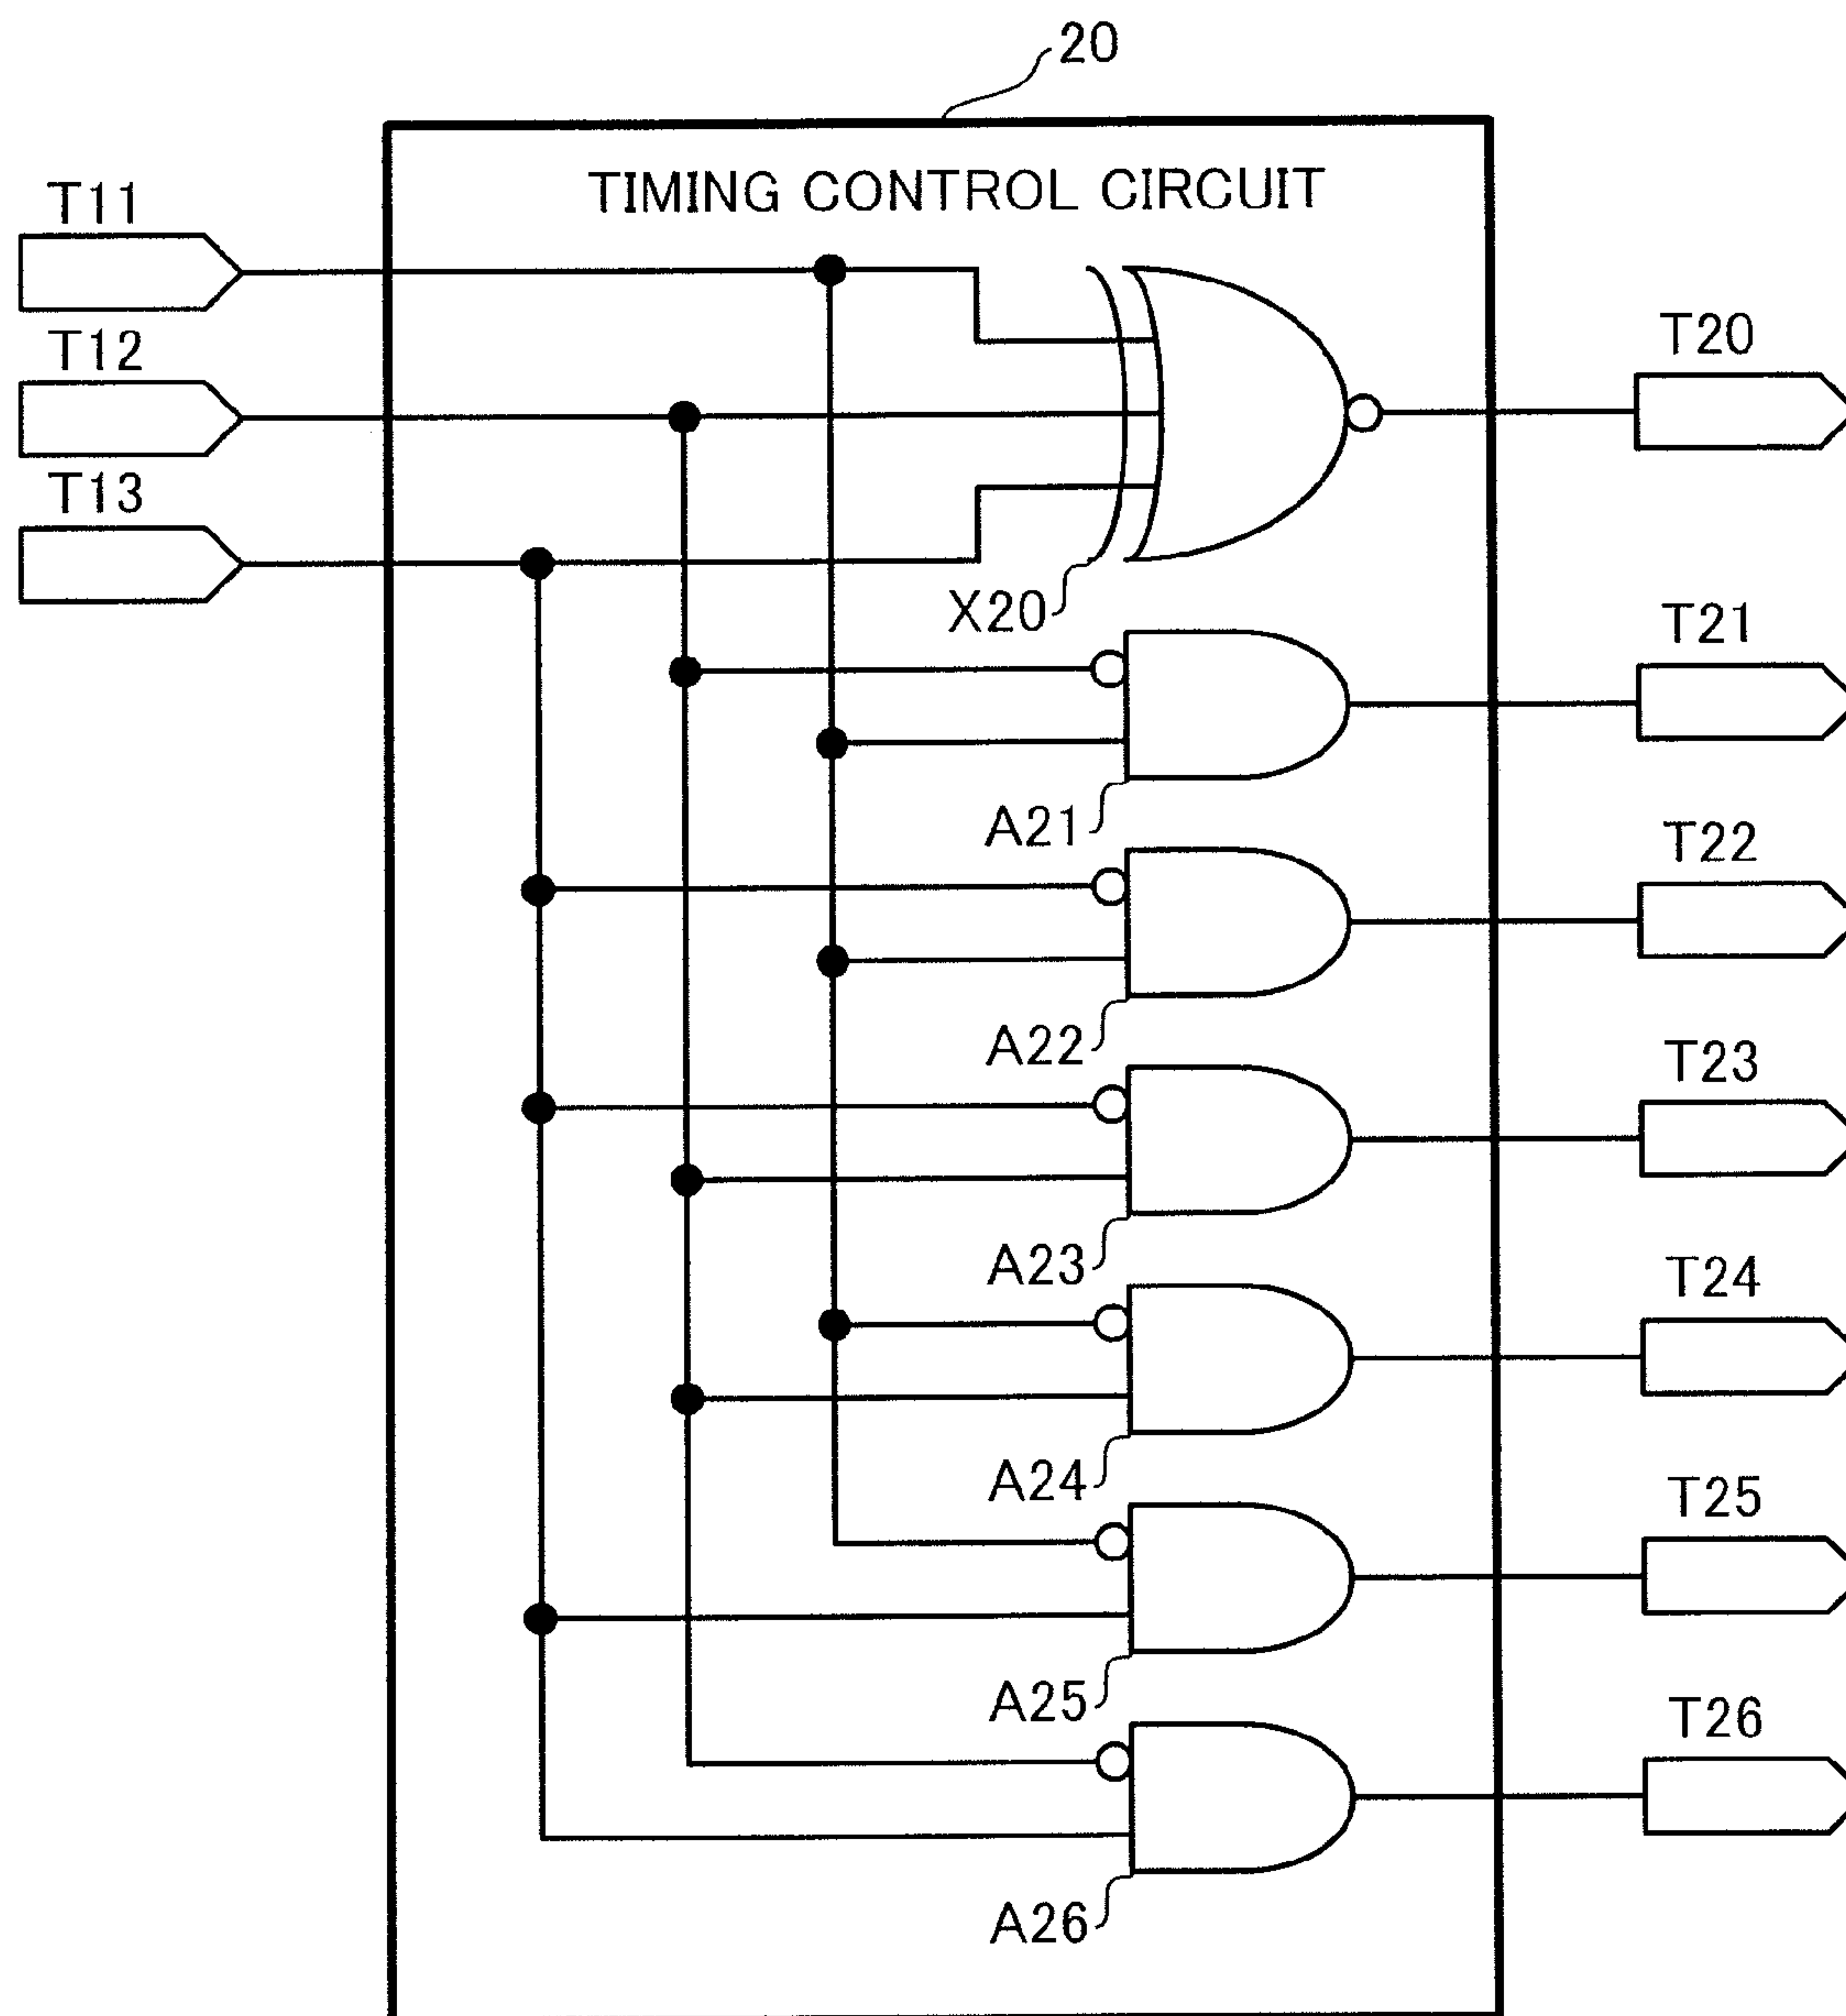 20
TIMING CONTROL CIRCUIT
T11
T12
T13
T20
X20
T21
A21
T22
A22
T23
A23
T24
A24
T25
A25
T26
A26